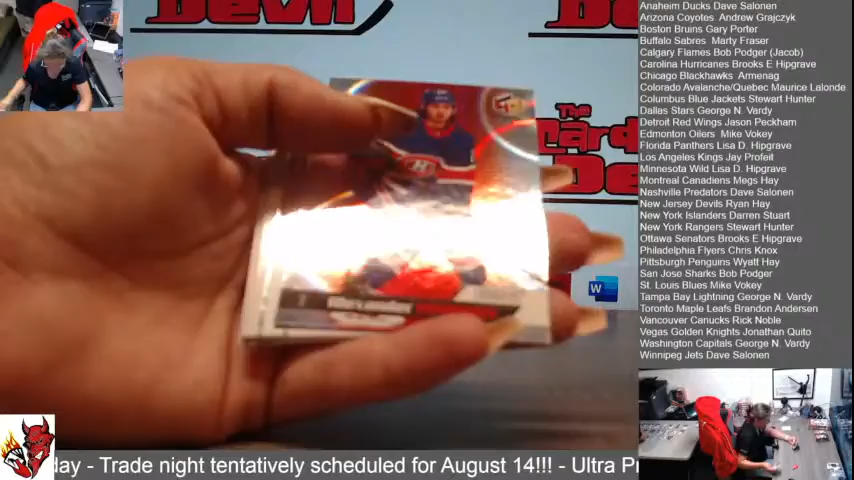 Devil
The
Card
Devi
W
Anaheim Ducks Dave Salonen
Arizona Coyotes Andrew Grajczyk
Boston Bruins Gary Porter
Buffalo Sabres Marty Fraser
Calgary Flames Bob Podger (Jacob)
Carolina Hurricanes Brooks E Hipgrave
Chicago Blackhawks Armenag
Colorado Avalanche/Quebec Maurice Lalonde
Columbus Blue Jackets Stewart Hunter
Dallas Stars George N. Vardy
Detroit Red Wings Jason Peckham
Edmonton Oilers Mike Vokey
Florida Panthers Lisa D. Hipgrave
Los Angeles Kings Jay Profeit
Minnesota Wild Lisa D. Hipgrave
Montreal Canadiens Megs Hay
Nashville Predators Dave Salonen
New Jersey Devils Ryan Hay
New York Islanders Darren Stuart
New York Rangers Stewart Hunter
Ottawa Senators Brooks E Hipgrave
Philadelphia Flyers Chris Knox
Pittsburgh Penguins Wyatt Hay
San Jose Sharks Bob Podger
St. Louis Blues Mike Vokey
Tampa Bay Lightning George N. Vardy
Toronto Maple Leafs Brandon Andersen
Vancouver Canucks Rick Noble
Vegas Golden Knights Jonathan Quito
Washington Capitals George N. Vardy
Winnipeg Jets Dave Salonen
lay - Trade night tentatively scheduled for August 14!!! - Ultra Pr